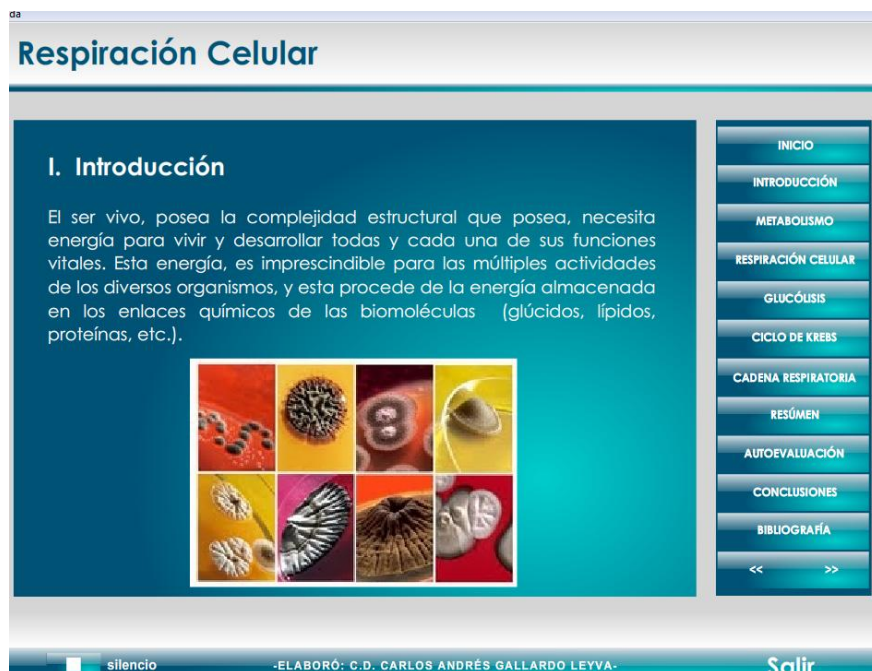 da
Respiración Celular
I. Introducción
El ser vivo, posea la complejidad estructural que posea, necesita
energía para vivir y desarrollar todas y cada una de sus funciones
vitales. Esta energía, es imprescindible para las múltiples actividades
de los diversos organismos, y esta procede de la energía almacenada
en los enlaces químicos de las biomoléculas (glúcidos, lípidos,
proteínas, etc.).
INICIO
INTRODUCCIÓN
METABOLISMO
RESPIRACIÓN CELULAR
GLUCÓLISIS
CICLO DE KREBS
CADENA RESPIRATORIA
RESÚMEN
AUTOEVALUACIÓN
CONCLUSIONES
BIBLIOGRAFÍA
<< >>
silencio
-ELABORÓ: C.D. CARLOS ANDRÉS GALLARDO LEYVA-
Salir